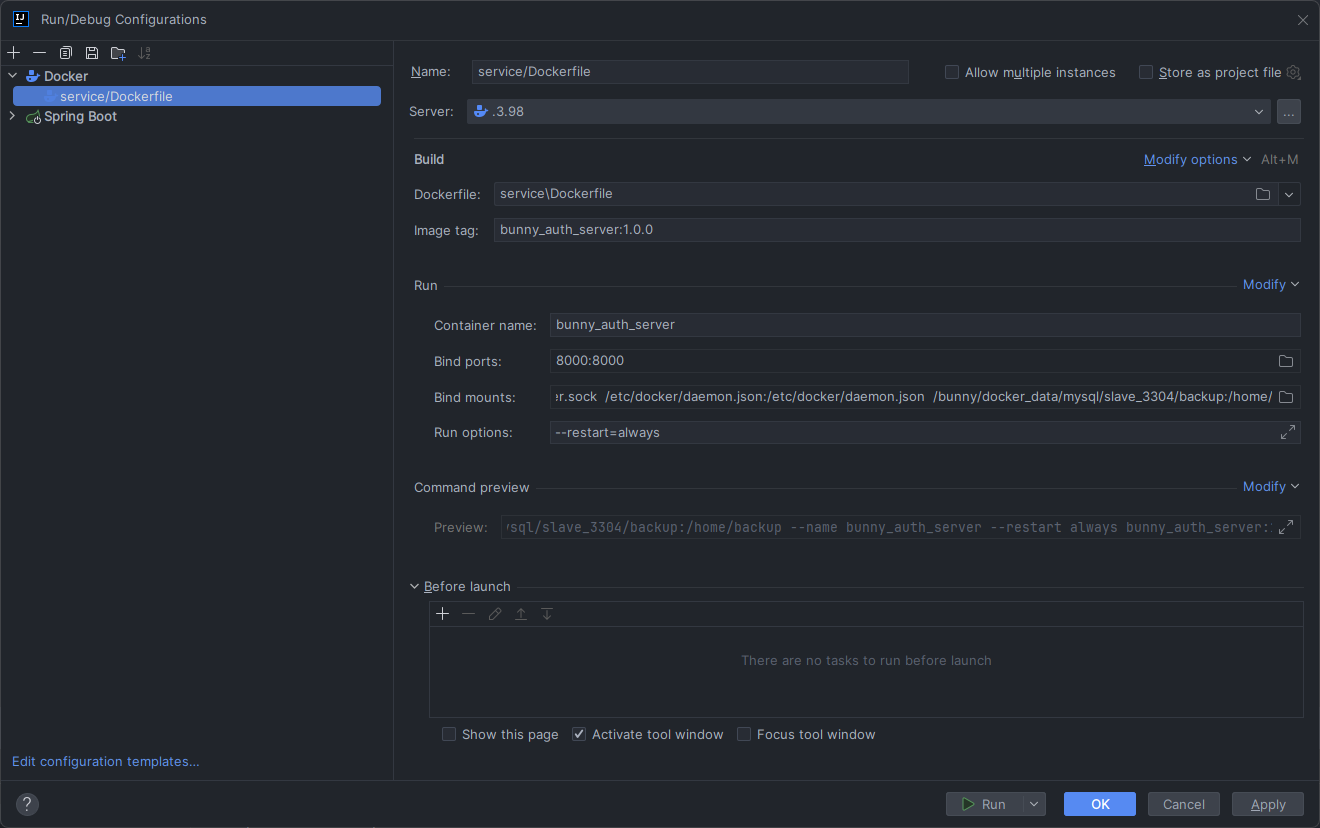 Run/Debug Configurations
Docker
service/Dockerfile
Spring Boot
Edit configuration templates...
Name: service/Dockerfile
Allow multiple instances
Store as project file
Server: .3.98
...
Build
Modify options Alt+M
Dockerfile: service\Dockerfile
Image tag: bunny_auth_server:1.0.0
Run
Modify
Container name: bunny_auth_server
Bind ports: 8000:8000
Bind mounts: er.sock /etc/docker/daemon.json:/etc/docker/daemon.json /bunny/docker_data/mysql/slave_3304/backup:/home/
Run options: --restart=always
Command preview
Modify
Preview: ysql/slave_3304/backup:/home/backup --name bunny_auth_server --restart always bunny_auth_server:
Before launch
There are no tasks to run before launch
Show this page
Activate tool window
Focus tool window
?
Run
OK
Cancel
Apply